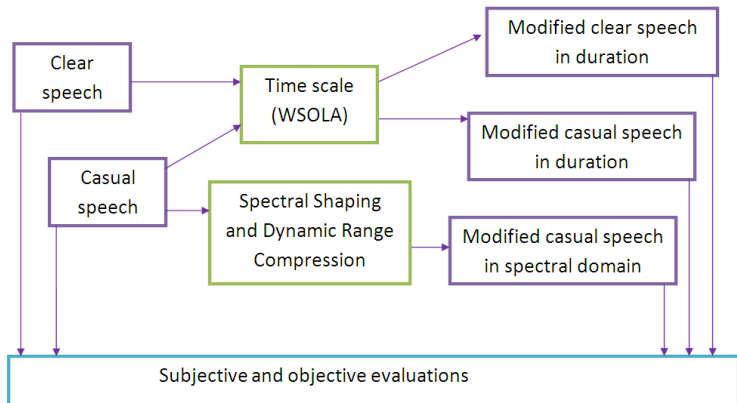 Clear
speech
Time scale
(WSOLA)
Modified clear speech
in duration
Modified casual speech
in duration
Casual
speech
Spectral Shaping
and Dynamic Range
Compression
Modified casual speech
in spectral domain
Subjective and objective evaluations